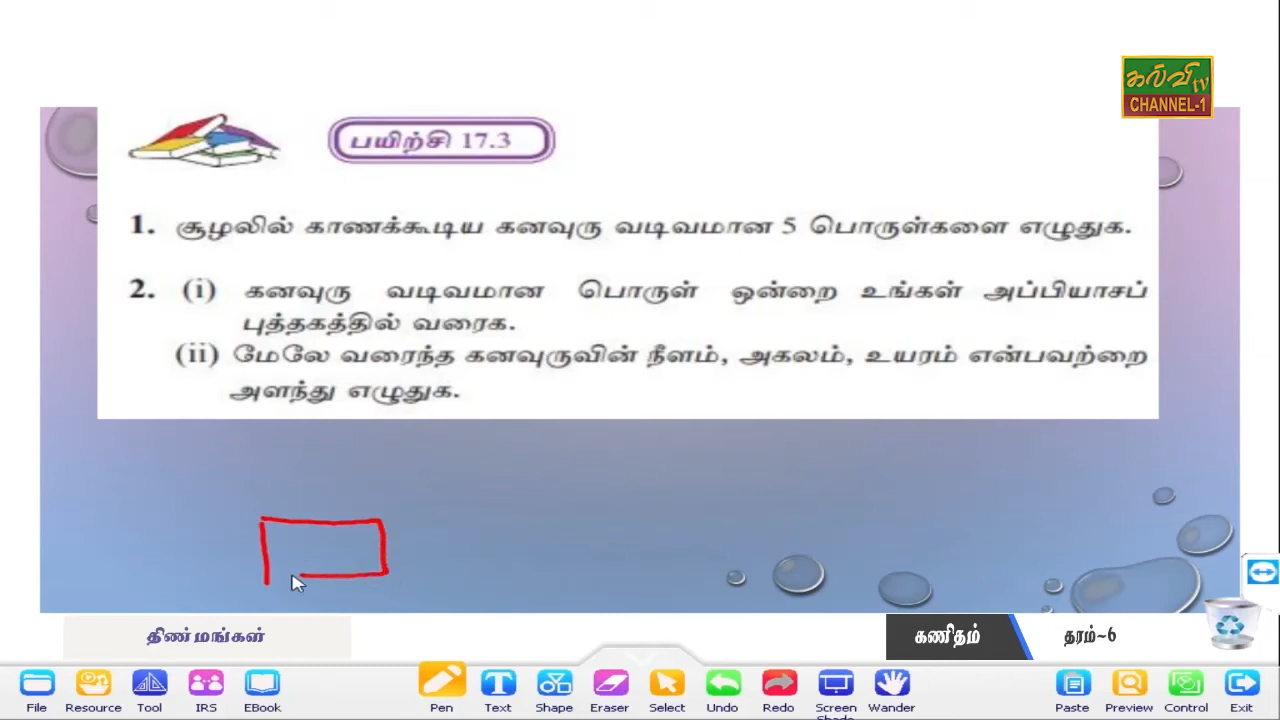 கல்வி tv
CHANNEL-1
பயிற்சி 17.3
1. சூழலில் காணக்கூடிய கனவுரு வடிவமான 5 பொருள்களை எழுதுக.
2. (i) கனவுரு வடிவமான பொருள் ஒன்றை உங்கள் அப்பியாசப்
புத்தகத்தில் வரைக.
(ii) மேலே வரைந்த கனவுருவின் நீளம், அகலம், உயரம் என்பவற்றை
அளந்து எழுதுக.
திண்மங்கள்
கணிதம்
தரம்-6
File Resource Tool IRS EBook Pen Text Shape Eraser Select Undo Redo Screen Wander Paste Preview Control Exit